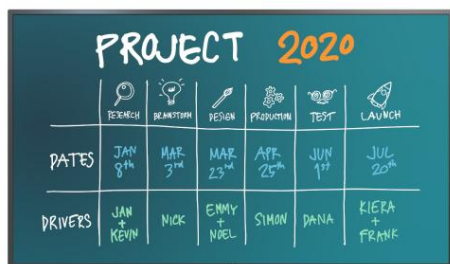 PROJECT 2020
RESEARCH BRAINSTORM DESIGN PRODUCTION TEST LAUNCH
DATES JAN 8th MAR 3rd MAR 23rd APR 25th JUN 1st JUL 20th
DRIVERS JAN + KEVIN NICK EMMY + NOEL SIMON DANA KIERA + FRANK